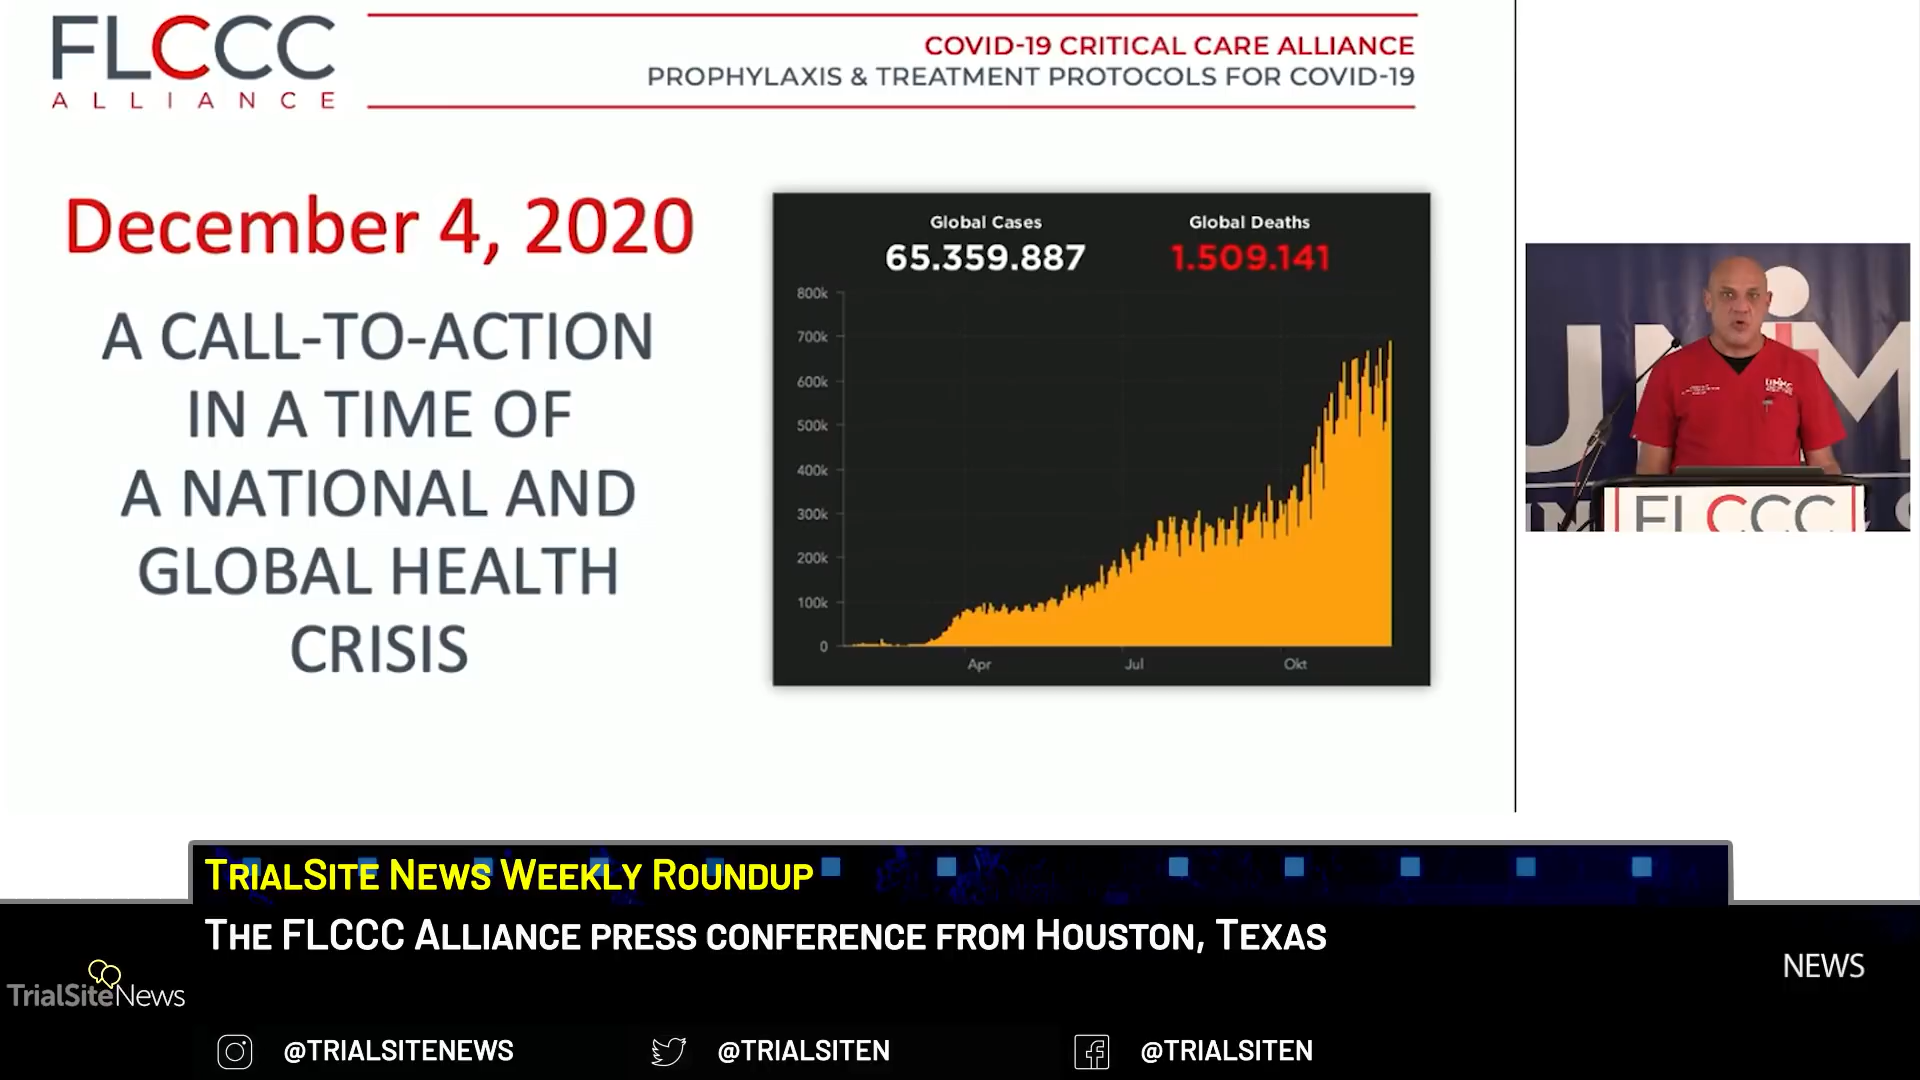 FLCCC
ALLIANCE
COVID-19 CRITICAL CARE ALLIANCE
PROPHYLAXIS & TREATMENT PROTOCOLS FOR COVID-19
December 4, 2020
A CALL-TO-ACTION
IN A TIME OF
A NATIONAL AND
GLOBAL HEALTH
CRISIS
Global Cases
65.359.887
Global Deaths
1.509.141
800k
700k
600k
500k
400k
300k
200k
100k
0
Apr
Jul
Okt
UMMC
FLCCC
TrialSite News Weekly Roundup
The FLCCC Alliance press conference from Houston, Texas
TrialSiteNews
NEWS
@TRIALSITENEWS
@TRIALSITEN
@TRIALSITEN